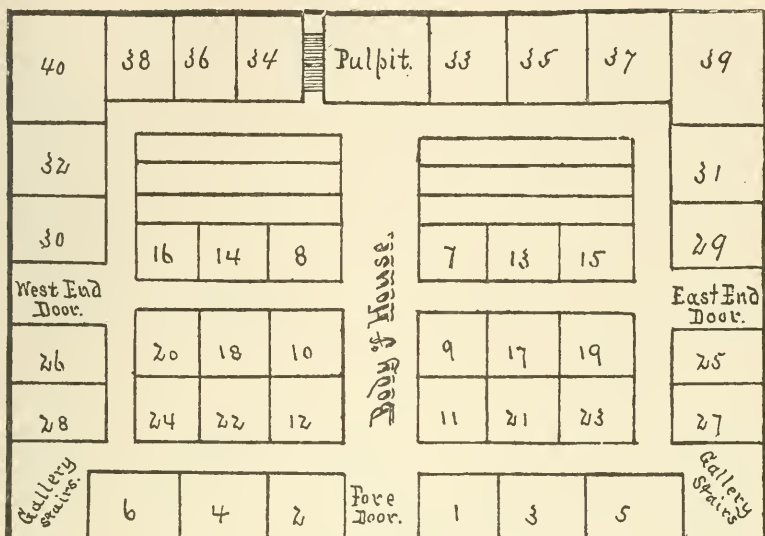 40 38 36 34 Pulpit. 33 35 37 39
32 31
30 16 14 8 7 13 15 29
West End
Door.
East End
Door.
Body of House.
26 20 18 10 9 17 19 25
28 24 22 12 11 21 23 27
Gallery
stairs.
6 4 2
Fore
Door.
1 3 5
Gallery
stairs